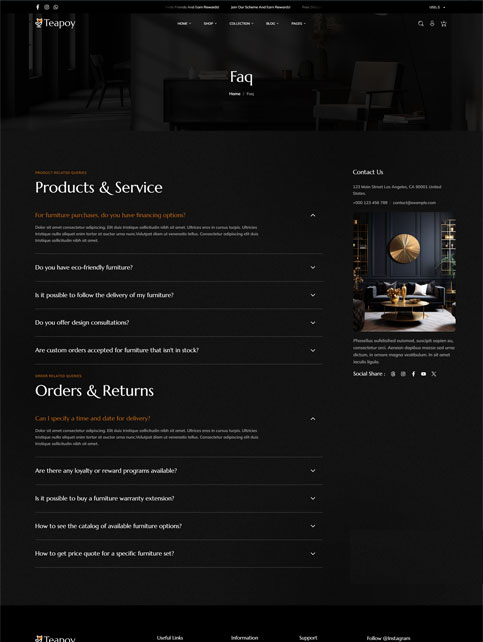 Friends And Earn Rewards!
Join Our Scheme And Earn Rewards!
USD,$
Teapoy
HOME
SHOP
COLLECTION
BLOG
PAGES
Faq
Home / Faq
PRODUCT RELATED QUERIES
Products & Service
For furniture purchases, do you have financing options?
Dolor sit amet consectetur adipiscing. Elit duis tristique sollicitudin nibh sit amet. Ultrices eros in cursus turpis. Ultricies
tristique nulla aliquet enim tortor at auctor urna nunc.Volutpat diam ut venenatis tellus. Consectetur adipiscing elit duis
tristique sollicitudin nibh sit amet.
Do you have eco-friendly furniture?
Is it possible to follow the delivery of my furniture?
Do you offer design consultations?
Are custom orders accepted for furniture that isn't in stock?
ORDER RELATED QUERIES
Orders & Returns
Can I specify a time and date for delivery?
Dolor sit amet consectetur adipiscing. Elit duis tristique sollicitudin nibh sit amet. Ultrices eros in cursus turpis. Ultricies
tristique nulla aliquet enim tortor at auctor urna nunc.Volutpat diam ut venenatis tellus. Consectetur adipiscing elit duis
tristique sollicitudin nibh sit amet.
Are there any loyalty or reward programs available?
Is it possible to buy a furniture warranty extension?
How to see the catalog of available furniture options?
How to get price quote for a specific furniture set?
Contact Us
123 Main Street Los Angeles, CA 90001 United
States.
+000 123 456 789 contact@example.com
Phasellus euifelisified euismod, suscipit sapien eu,
consectetur orci. Aenean dapibus massa sed arnu
dictum, in ornare magna vestibulum. In sit amet
iaculis ligula.
Social Share :
Teapoy
Useful Links
Information
Support
Follow @Instagram